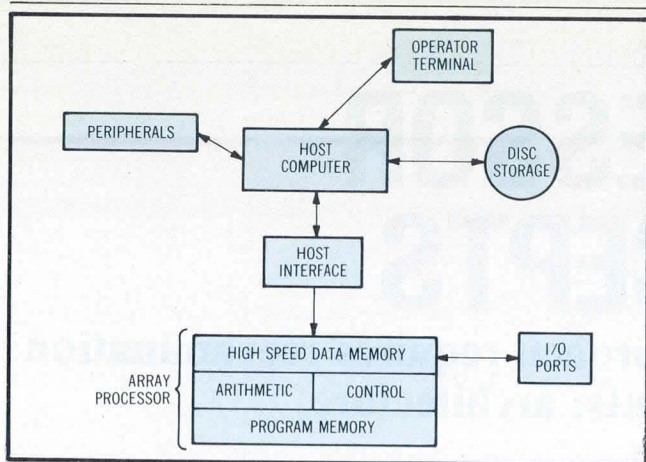 OPERATOR
TERMINAL
PERIPHERALS
HOST
COMPUTER
DISC
STORAGE
HOST
INTERFACE
HIGH SPEED DATA MEMORY
I/O
PORTS
ARRAY
PROCESSOR
ARITHMETIC CONTROL
PROGRAM MEMORY